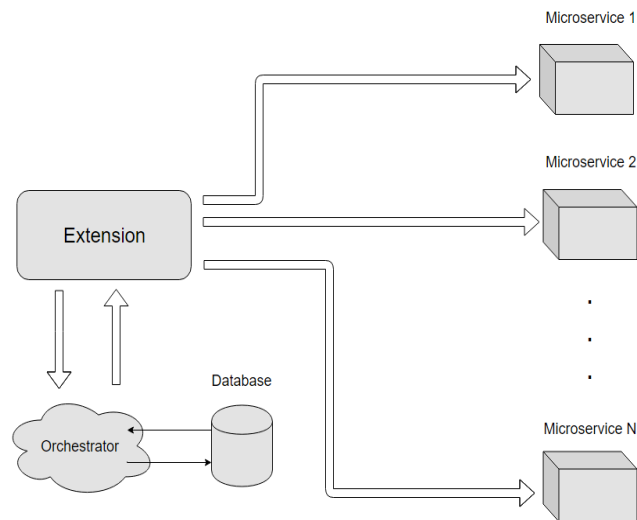 Microservice 1
Microservice 2
Extension
.
.
.
Database
Orchestrator
Microservice N